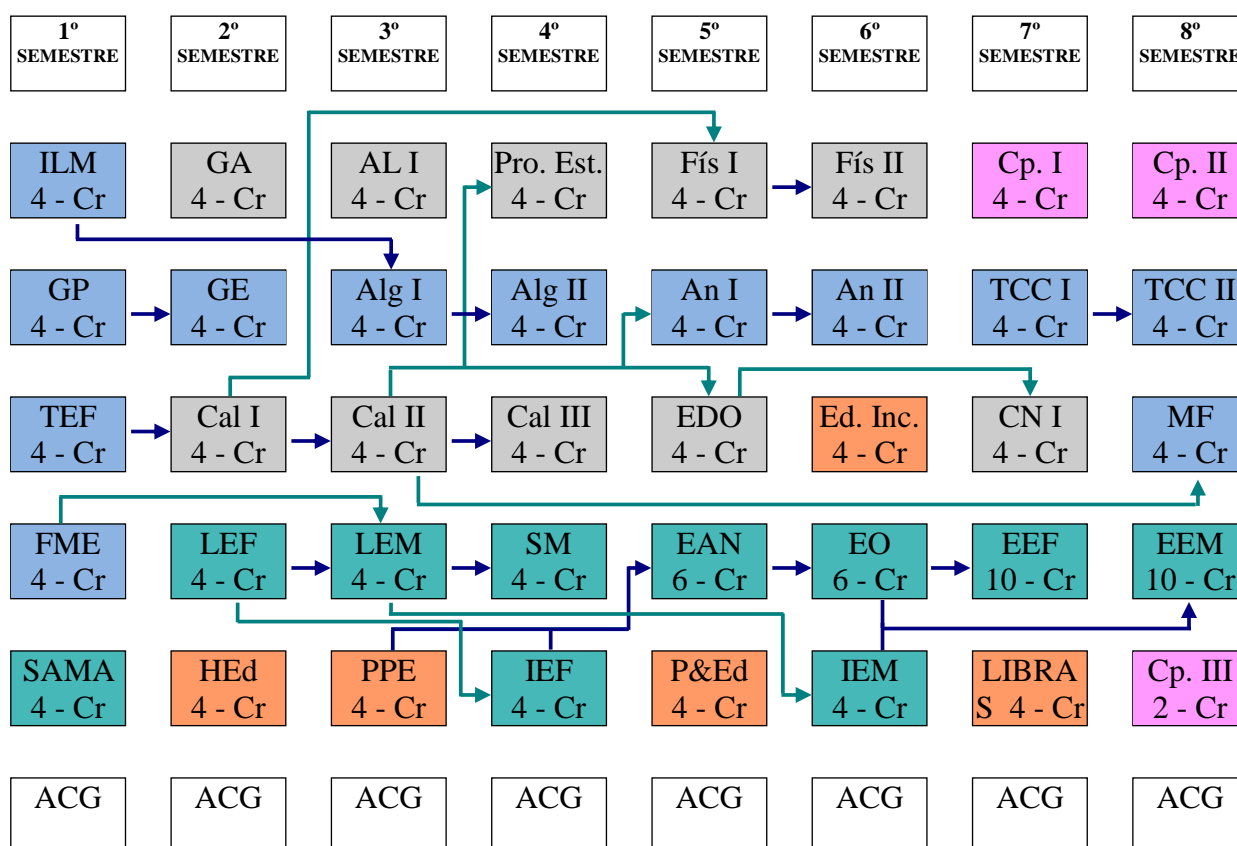 1º 2º 3º 4º 5º 6º 7º 8º
SEMESTRE SEMESTRE SEMESTRE SEMESTRE SEMESTRE SEMESTRE SEMESTRE SEMESTRE
ILM GA AL I Pro. Est. Fís I Fís II Cp. I Cp. II
4 - Cr 4 - Cr 4 - Cr 4 - Cr 4 - Cr 4 - Cr 4 - Cr 4 - Cr
GP GE Alg I Alg II An I An II TCC I TCC II
4 - Cr 4 - Cr 4 - Cr 4 - Cr 4 - Cr 4 - Cr 4 - Cr 4 - Cr
TEF Cal I Cal II Cal III EDO Ed. Inc. CN I MF
4 - Cr 4 - Cr 4 - Cr 4 - Cr 4 - Cr 4 - Cr 4 - Cr 4 - Cr
FME LEF LEM SM EAN EO EEF EEM
4 - Cr 4 - Cr 4 - Cr 4 - Cr 6 - Cr 6 - Cr 10 - Cr 10 - Cr
SAMA HEd PPE IEF P&Ed IEM LIBRA Cp. III
4 - Cr 4 - Cr 4 - Cr 4 - Cr 4 - Cr 4 - Cr S 4 - Cr 2 - Cr
ACG ACG ACG ACG ACG ACG ACG ACG